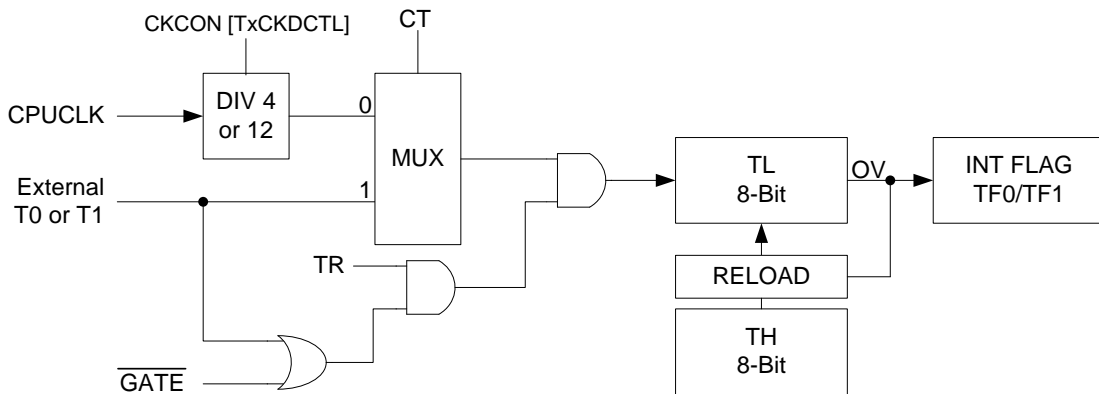 CKCON [TxCKDCTL]
CT
CPUCLK
DIV 4
or 12
0
MUX
External
T0 or T1
1
TL
8-Bit
OV
INT FLAG
TF0/TF1
TR
RELOAD
TH
8-Bit
GATE